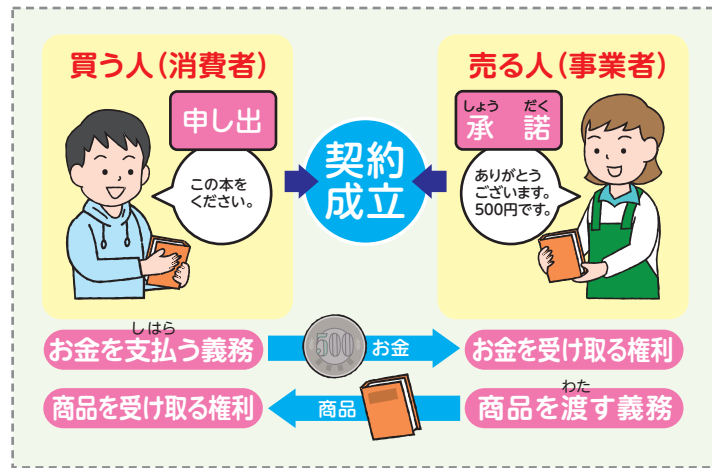 買う人（消費者）
申し出
この本を
ください。
契約
成立
売る人（事業者）
しょう だく
承 諾
ありがとう
ございます。
500円です。
しはら
お金を支払う義務
500
お金
お金を受け取る権利
商品を受け取る権利
商品
わた
商品を渡す義務